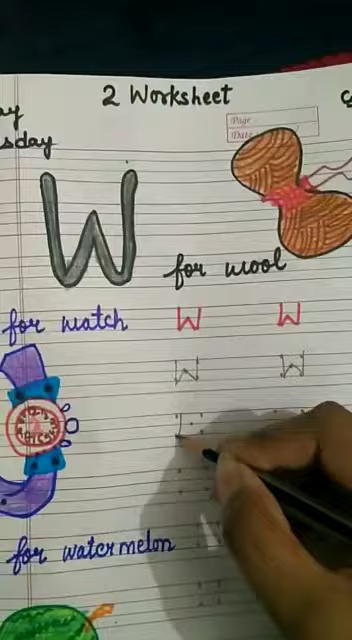 2 Worksheet
Page
Date
sday
W
for wool
for watch W W
W W
for watermelon